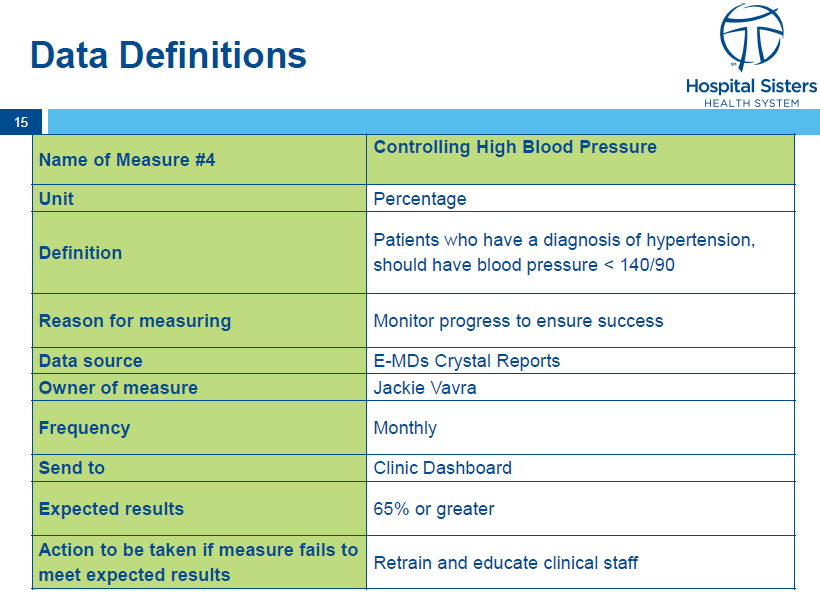 Data Definitions
Hospital Sisters
HEALTH SYSTEM
15
Name of Measure #4
Controlling High Blood Pressure
Unit
Percentage
Definition
Patients who have a diagnosis of hypertension,
should have blood pressure < 140/90
Reason for measuring
Monitor progress to ensure success
Data source
E-MDs Crystal Reports
Owner of measure
Jackie Vavra
Frequency
Monthly
Send to
Clinic Dashboard
Expected results
65% or greater
Action to be taken if measure fails to
meet expected results
Retrain and educate clinical staff